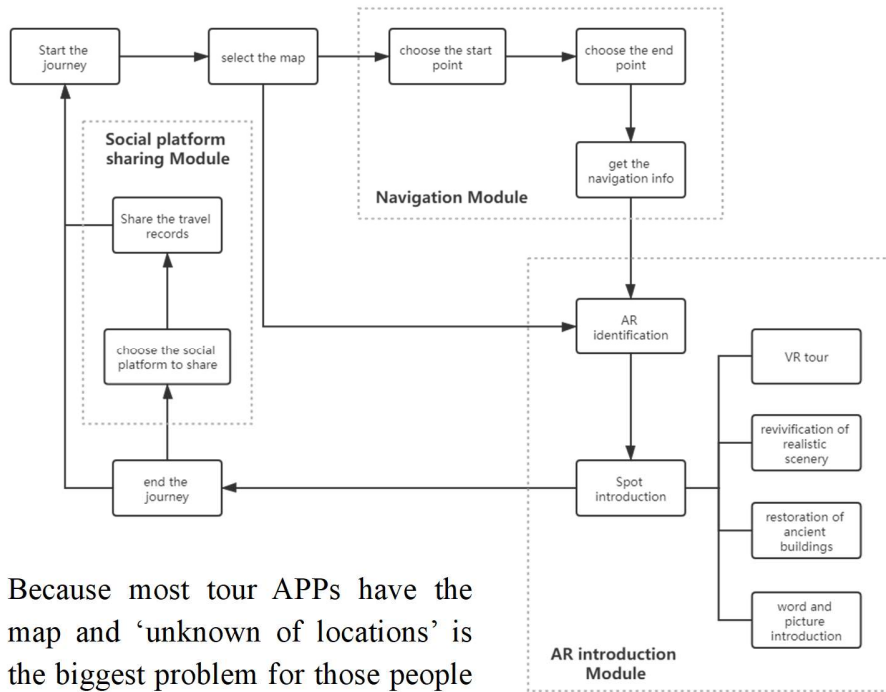 Start the
journey
select the map
choose the start
point
choose the end
point
get the
navigation info
Navigation Module
Social platform
sharing Module
Share the travel
records
choose the social
platform to share
end the
journey
AR
identification
Spot
introduction
VR tour
revivification of
realistic
scenery
restoration of
ancient
buildings
word and
picture
introduction
AR introduction
Module
Because most tour APPs have the
map and ‘unknown of locations’ is
the biggest problem for those people